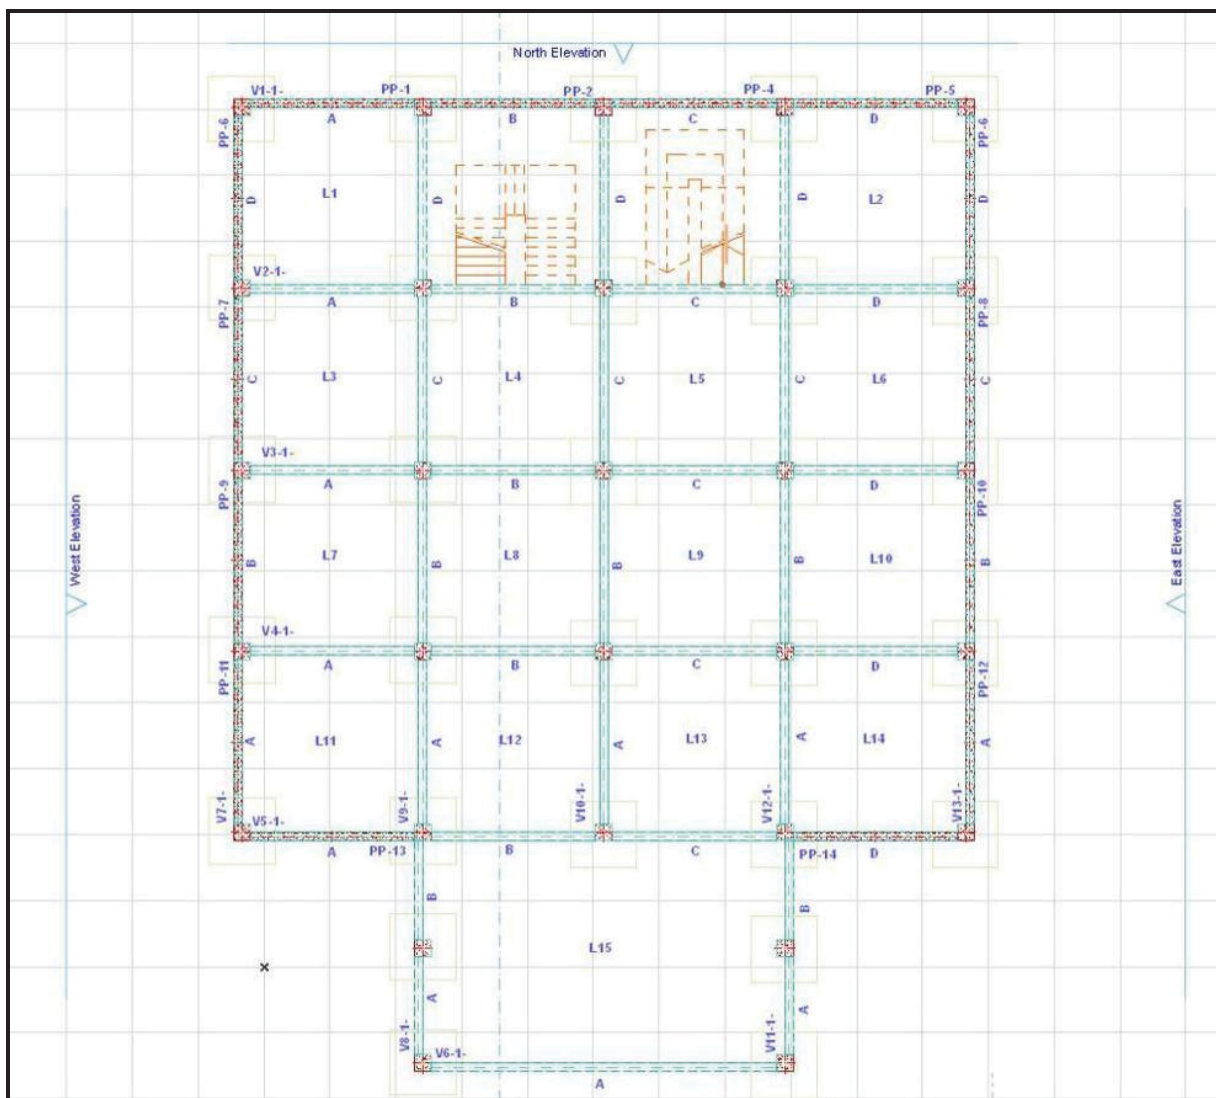 North Elevation
V1-1- PP-1 PP-2 PP-4 PP-5
A B C D
PP-6 PP-6
D L1 D D D L2 D
V2-1-
A B C D
PP-7 PP-8
C L3 C L4 C L5 C L6 C
V3-1-
A B C D
PP-9 PP-10
West Elevation
East Elevation
B L7 B L8 B L9 B L10 B
V4-1-
A B C D
PP-11 PP-12
A L11 A L12 A L13 A L14 A
V7-1- V9-1- V10-1- V12-1- V13-1-
V5-1-
A PP-13 B C PP-14 D
B B
L15
A A
V8-1- V6-1- V11-1-
A